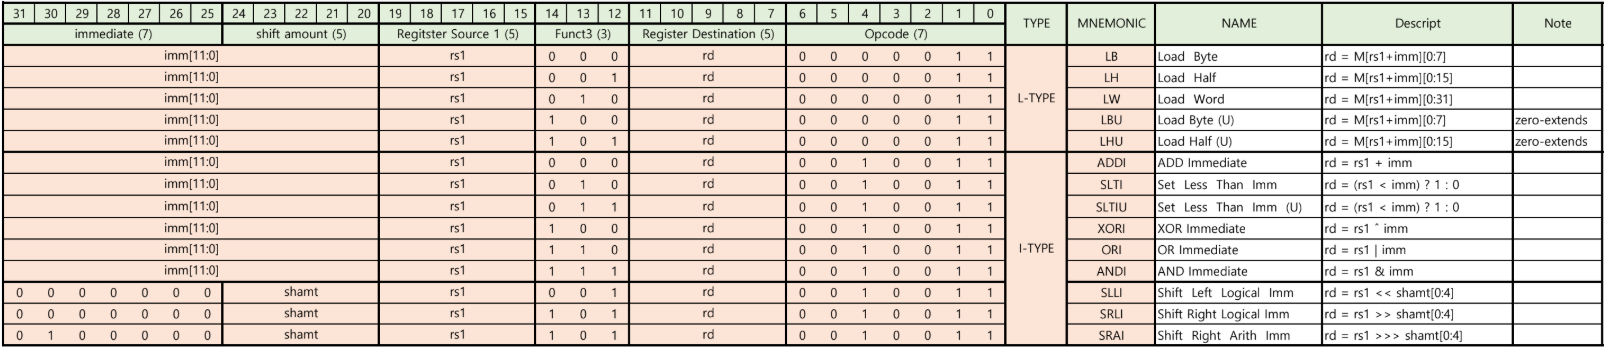 31 30 29 28 27 26 25 24 23 22 21 20 19 18 17 16 15 14 13 12 11 10 9 8 7 6 5 4 3 2 1 0 TYPE MNEMONIC NAME Descript Note
immediate (7) shift amount (5) Regitster Source 1 (5) Funct3 (3) Register Destination (5) Opcode (7)
imm[11:0] rs1 0 0 0 rd 0 0 0 0 0 1 1 LB Load Byte rd = M[rs1+imm][0:7]
imm[11:0] rs1 0 0 1 rd 0 0 0 0 0 1 1 LH Load Half rd = M[rs1+imm][0:15]
imm[11:0] rs1 0 1 0 rd 0 0 0 0 0 1 1 L-TYPE LW Load Word rd = M[rs1+imm][0:31]
imm[11:0] rs1 1 0 0 rd 0 0 0 0 0 1 1 LBU Load Byte (U) rd = M[rs1+imm][0:7] zero-extends
imm[11:0] rs1 1 0 1 rd 0 0 0 0 0 1 1 LHU Load Half (U) rd = M[rs1+imm][0:15] zero-extends
imm[11:0] rs1 0 0 0 rd 0 0 1 0 0 1 1 ADDI ADD Immediate rd = rs1 + imm
imm[11:0] rs1 0 1 0 rd 0 0 1 0 0 1 1 SLTI Set Less Than Imm rd = (rs1 < imm) ? 1 : 0
imm[11:0] rs1 0 1 1 rd 0 0 1 0 0 1 1 SLTIU Set Less Than Imm (U) rd = (rs1 < imm) ? 1 : 0
imm[11:0] rs1 1 0 0 rd 0 0 1 0 0 1 1 XORI XOR Immediate rd = rs1 ˆ imm
imm[11:0] rs1 1 1 0 rd 0 0 1 0 0 1 1 I-TYPE ORI OR Immediate rd = rs1 | imm
imm[11:0] rs1 1 1 1 rd 0 0 1 0 0 1 1 ANDI AND Immediate rd = rs1 & imm
0 0 0 0 0 0 0 shamt rs1 0 0 1 rd 0 0 1 0 0 1 1 SLLI Shift Left Logical Imm rd = rs1 << shamt[0:4]
0 0 0 0 0 0 0 shamt rs1 1 0 1 rd 0 0 1 0 0 1 1 SRLI Shift Right Logical Imm rd = rs1 >> shamt[0:4]
0 1 0 0 0 0 0 shamt rs1 1 0 1 rd 0 0 1 0 0 1 1 SRAI Shift Right Arith Imm rd = rs1 >>> shamt[0:4]